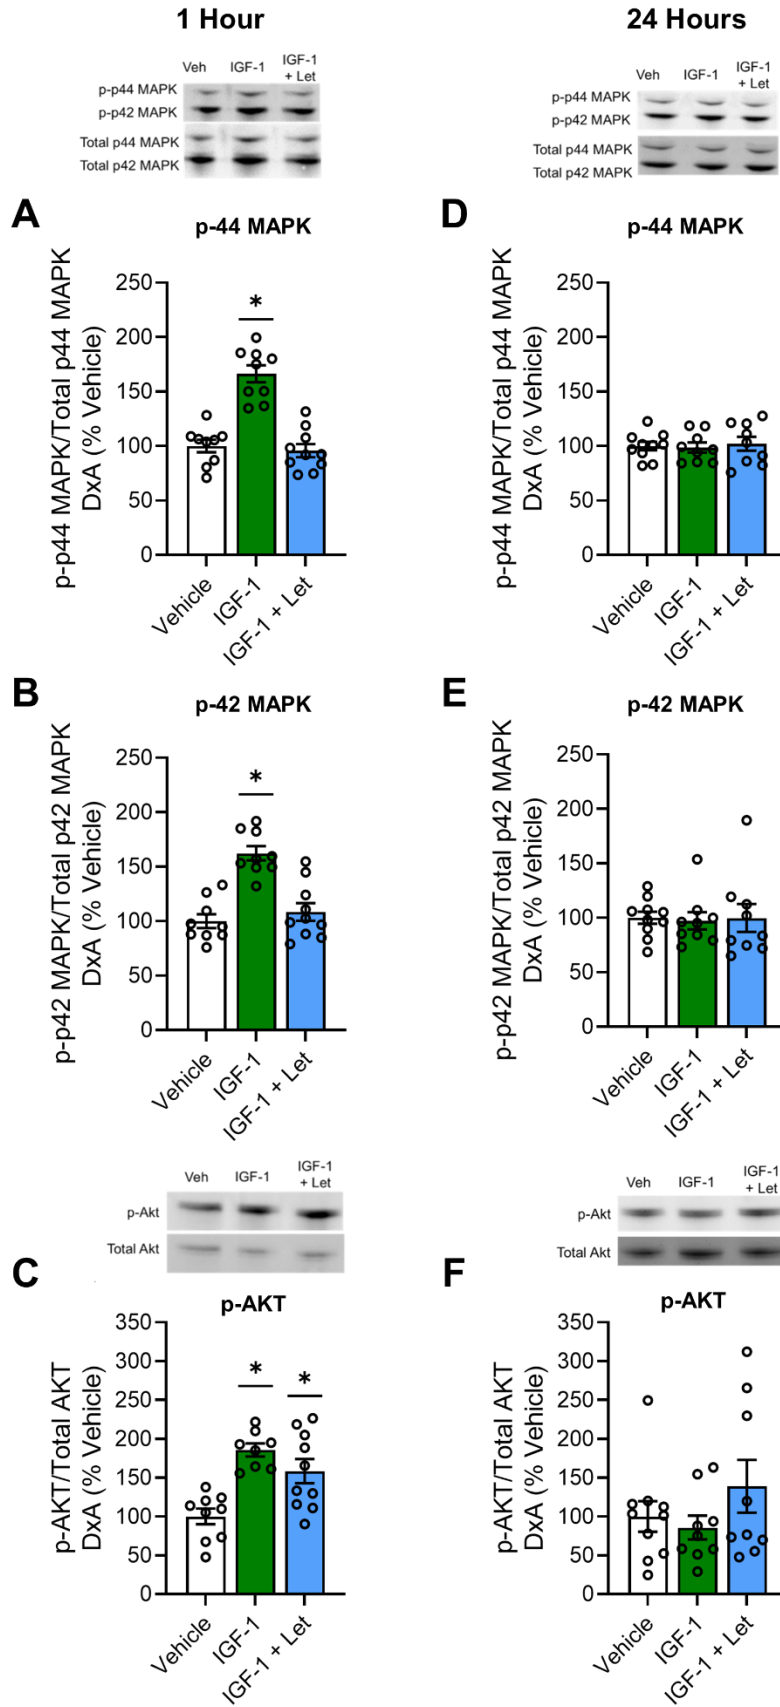 1 Hour
24 Hours
Veh IGF-1 IGF-1 + Let
p-p44 MAPK
p-p42 MAPK
Total p44 MAPK
Total p42 MAPK
Veh IGF-1 IGF-1 + Let
p-p44 MAPK
p-p42 MAPK
Total p44 MAPK
Total p42 MAPK
A
p-44 MAPK
p-p44 MAPK/Total p44 MAPK
DxA (% Vehicle)
250
200
150
100
50
0
*
Vehicle
IGF-1
IGF-1 + Let
D
p-44 MAPK
p-p44 MAPK/Total p44 MAPK
DxA (% Vehicle)
250
200
150
100
50
0
Vehicle
IGF-1
IGF-1 + Let
B
p-42 MAPK
p-p42 MAPK/Total p42 MAPK
DxA (% Vehicle)
250
200
150
100
50
0
*
Vehicle
IGF-1
IGF-1 + Let
E
p-42 MAPK
p-p42 MAPK/Total p42 MAPK
DxA (% Vehicle)
250
200
150
100
50
0
Vehicle
IGF-1
IGF-1 + Let
Veh IGF-1 IGF-1 + Let
p-Akt
Total Akt
Veh IGF-1 IGF-1 + Let
p-Akt
Total Akt
C
p-AKT
p-AKT/Total AKT
DxA (% Vehicle)
350
300
250
200
150
100
50
0
*
*
Vehicle
IGF-1
IGF-1 + Let
F
p-AKT
p-AKT/Total AKT
DxA (% Vehicle)
350
300
250
200
150
100
50
0
Vehicle
IGF-1
IGF-1 + Let